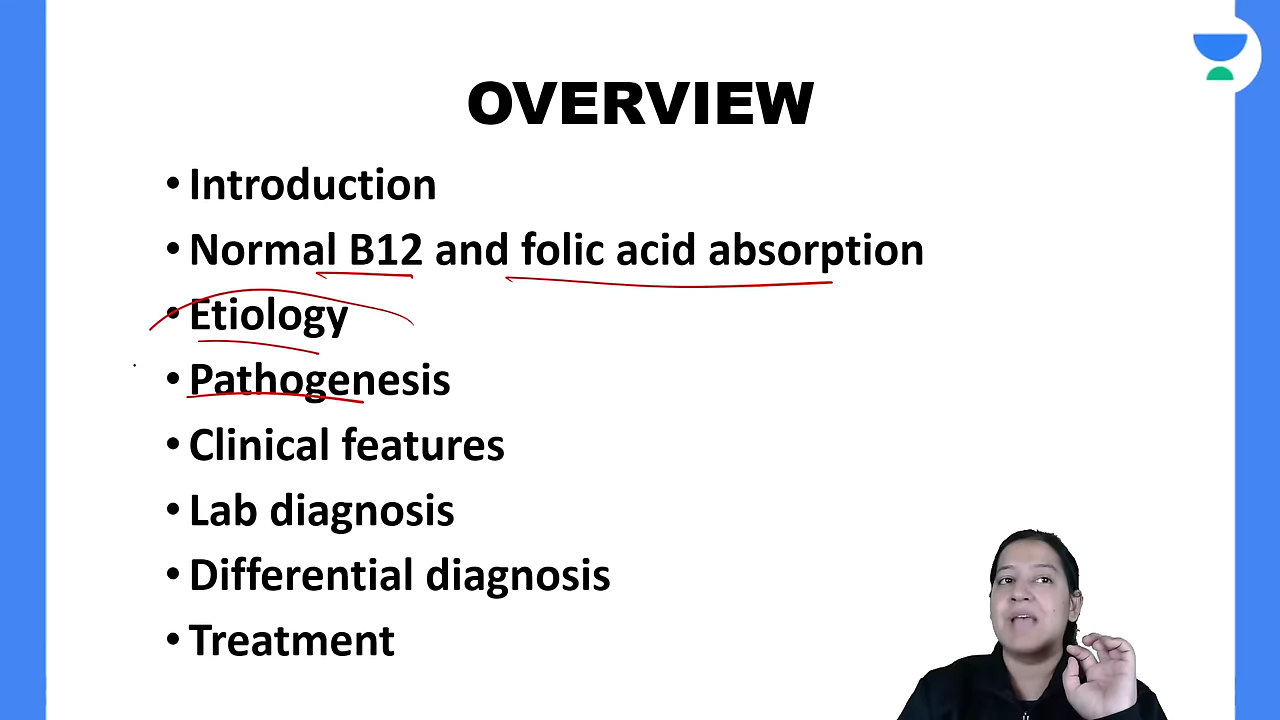 OVERVIEW
• Introduction
• Normal B12 and folic acid absorption
• Etiology
• Pathogenesis
• Clinical features
• Lab diagnosis
• Differential diagnosis
• Treatment